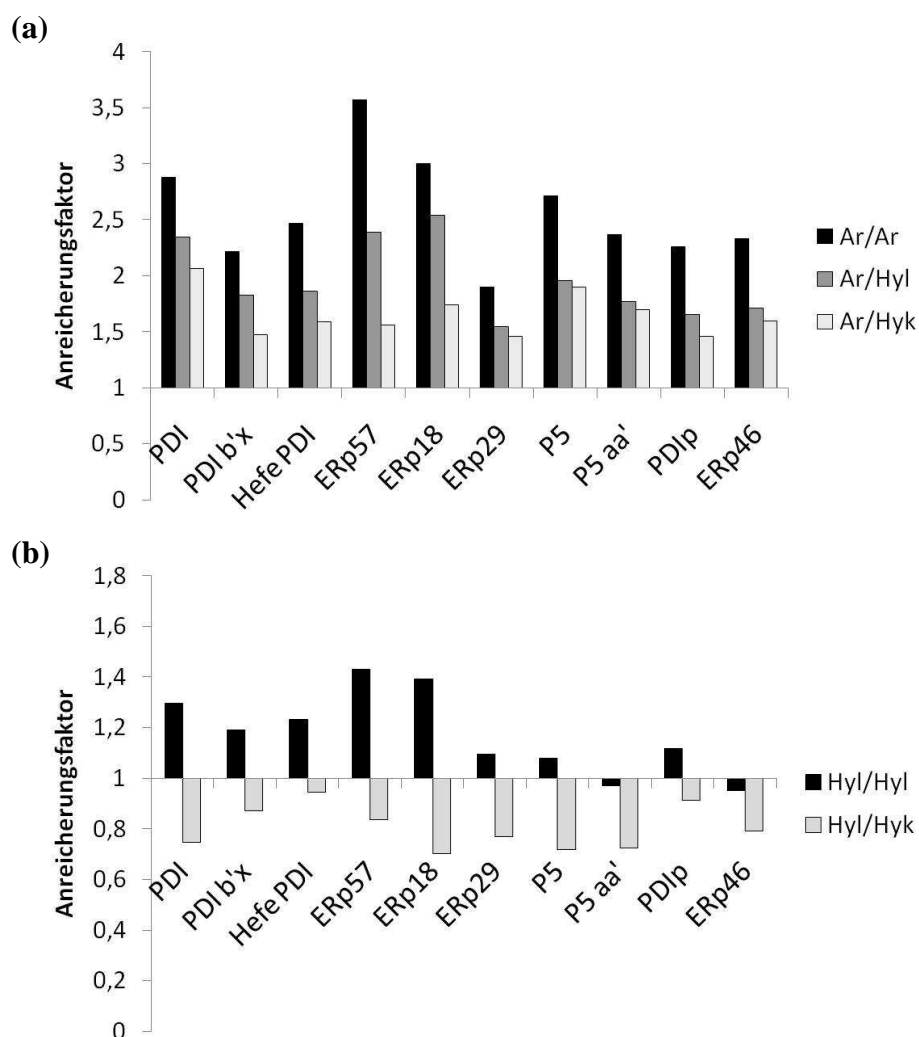 (a)
Anreicherungsfaktor
4
3,5
3
2,5
2
1,5
1
0,5
0
PDI
PDI b'x
Hefe PDI
ERp57
ERp18
ERp29
P5
P5 aa'
PDIp
ERp46
Ar/Ar
Ar/Hyl
Ar/Hyk
(b)
Anreicherungsfaktor
1,8
1,6
1,4
1,2
1
0,8
0,6
0,4
0,2
0
PDI
PDI b'x
Hefe PDI
ERp57
ERp18
ERp29
P5
P5 aa'
PDIp
ERp46
Hyl/Hyl
Hyl/Hyk